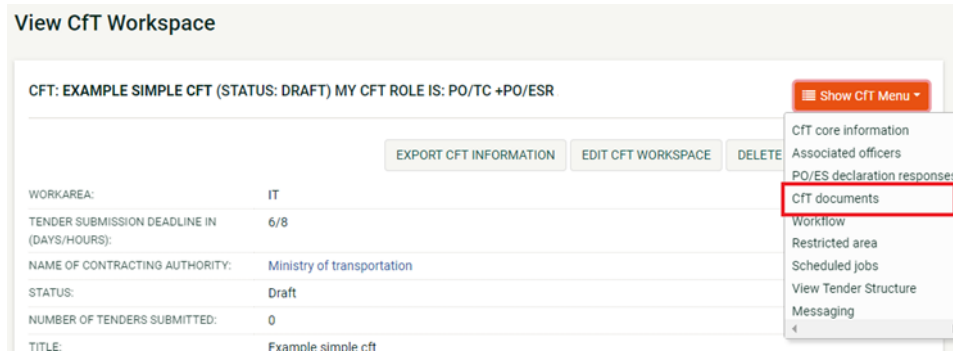 View CfT Workspace
CFT: EXAMPLE SIMPLE CFT (STATUS: DRAFT) MY CFT ROLE IS: PO/TC +PO/ESR
Show CfT Menu
EXPORT CFT INFORMATION
EDIT CFT WORKSPACE
DELETE
CfT core information
Associated officers
PO/ES declaration responses
CfT documents
Workflow
Restricted area
Scheduled jobs
View Tender Structure
Messaging
WORKAREA: IT
TENDER SUBMISSION DEADLINE IN 6/8
(DAYS/HOURS):
NAME OF CONTRACTING AUTHORITY: Ministry of transportation
STATUS: Draft
NUMBER OF TENDERS SUBMITTED: 0
TITLE: Example simple cft